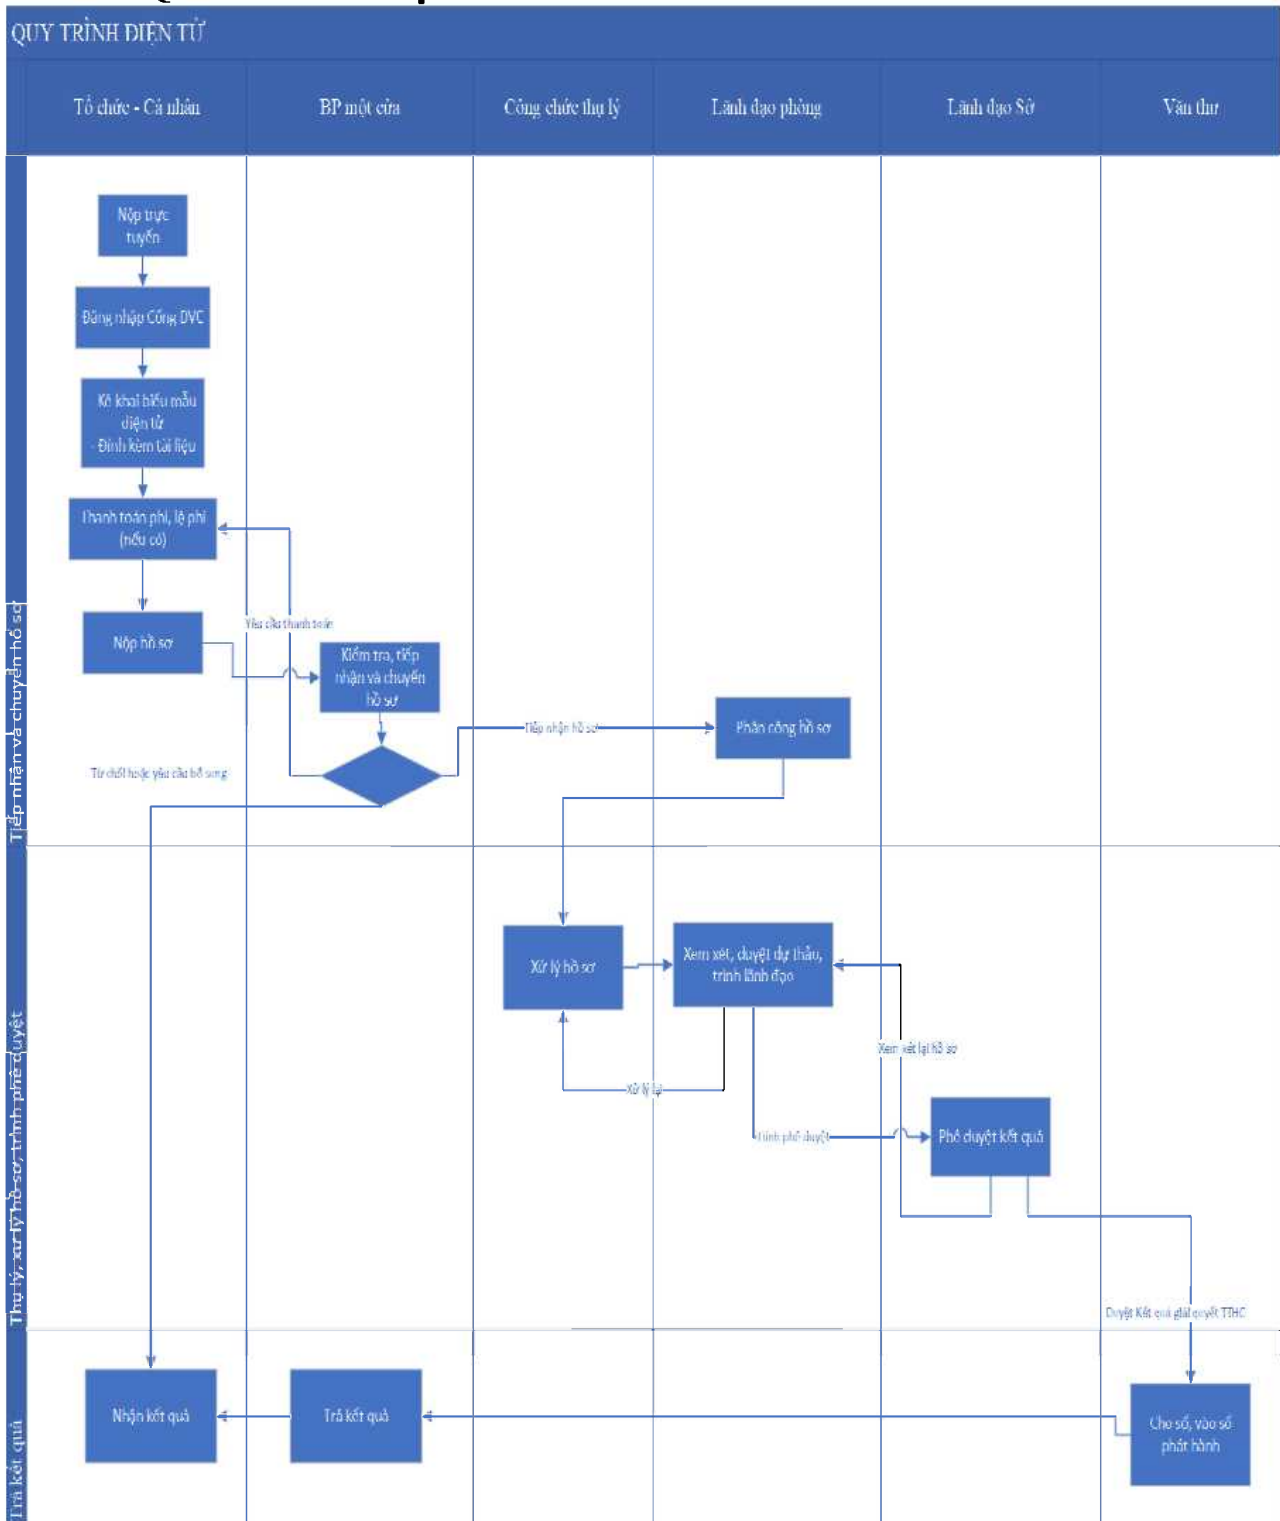 QUY TRÌNH ĐIỆN TỬ
Tổ chức - Cá nhân
BP một cửa
Công chức thụ lý
Lãnh đạo phòng
Lãnh đạo Sở
Văn thư
Tiếp nhận và chuyển hồ sơ
Nộp trực
tuyến
Đăng nhập Cổng DVC
Kê khai biểu mẫu
điện tử
- Đính kèm tài liệu
Thanh toán phí, lệ phí
(nếu có)
Nộp hồ sơ
Yêu cầu thanh toán
Kiểm tra, tiếp
nhận và chuyển
hồ sơ
Tiếp nhận hồ sơ
Phân công hồ sơ
Từ chối hoặc yêu cầu bổ sung
Thụ lý, xử lý hồ sơ, trình phê duyệt
Xử lý hồ sơ
Xem xét, duyệt dự thảo,
trình lãnh đạo
Xem xét lại hồ sơ
Xử lý lại
Trình phê duyệt
Phê duyệt kết quả
Duyệt Kết quả giải quyết TTHC
Trả kết quả
Nhận kết quả
Trả kết quả
Cho số, vào sổ
phát hành